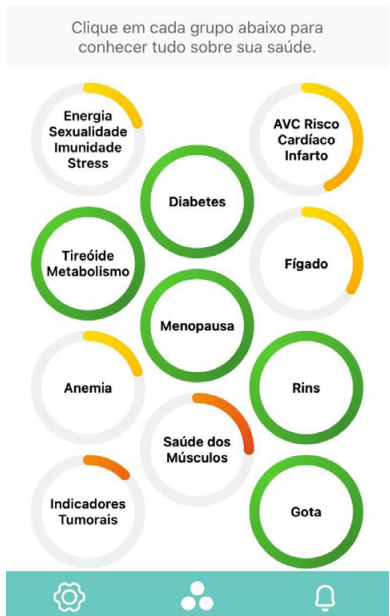 Clique em cada grupo abaixo para
conhecer tudo sobre sua saúde.
Energia
Sexualidade
Imunidade
Stress
AVC Risco
Cardíaco
Infarto
Diabetes
Tireóide
Metabolismo
Fígado
Menopausa
Anemia
Rins
Saúde dos
Músculos
Indicadores
Tumorais
Gota